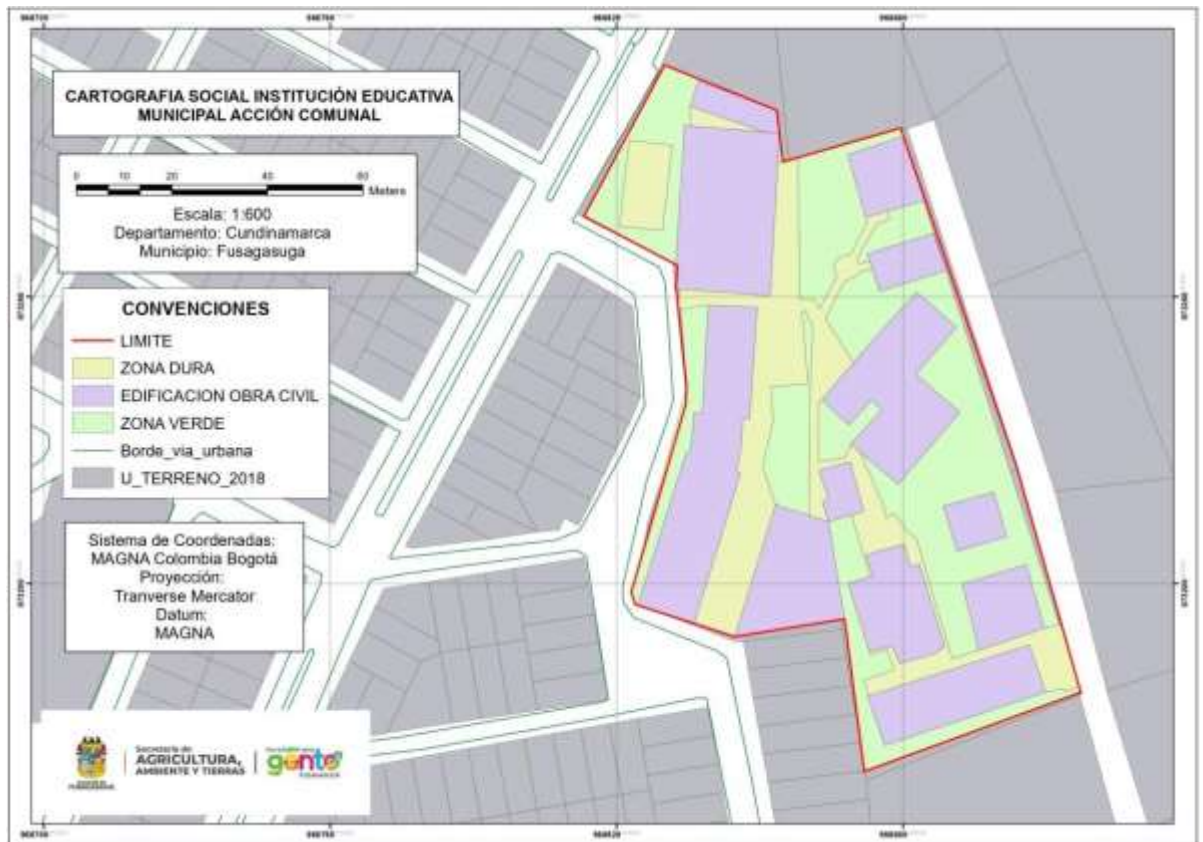 CARTOGRAFIA SOCIAL INSTITUCIÓN EDUCATIVA
MUNICIPAL ACCIÓN COMUNAL
0 10 20 40 60
Meters
Escala: 1:600
Departamento: Cundinamarca
Municipio: Fusagasuga
CONVENCIONES
LIMITE
ZONA DURA
EDIFICACION OBRA CIVIL
ZONA VERDE
Borde_via_urbana
U_TERRENO_2018
Sistema de Coordenadas:
MAGNA Colombia Bogotá
Proyección:
Tranverse Mercator
Datum:
MAGNA
Secretaría de
AGRICULTURA,
AMBIENTE Y TIERRAS
gente